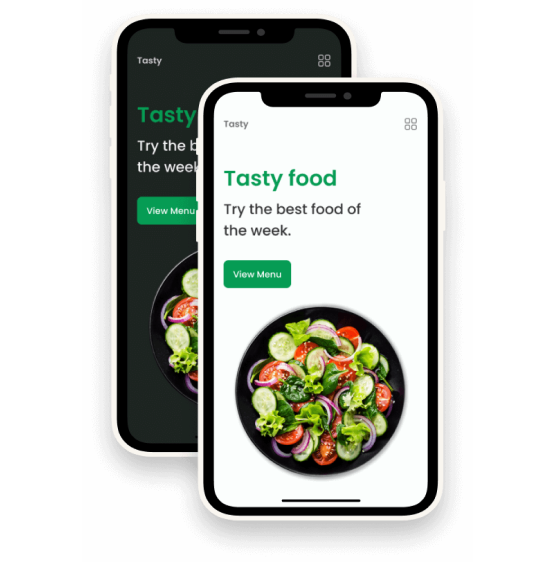 Tasty
Tasty
Try the b
the week
View Menu
Tasty
Tasty food
Try the best food of
the week.
View Menu